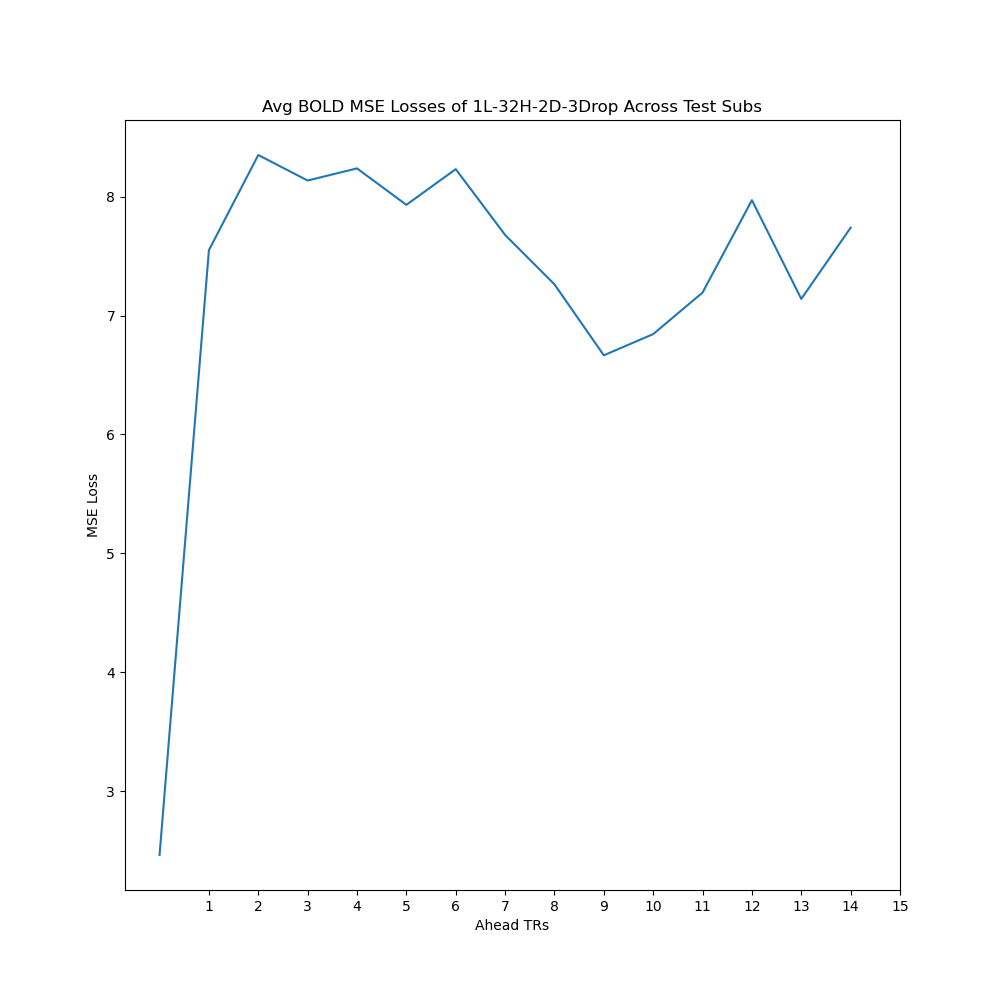 Avg BOLD MSE Losses of 1L-32H-2D-3Drop Across Test Subs
8
7
6
5
4
3
MSE Loss
1 2 3 4 5 6 7 8 9 10 11 12 13 14 15
Ahead TRs